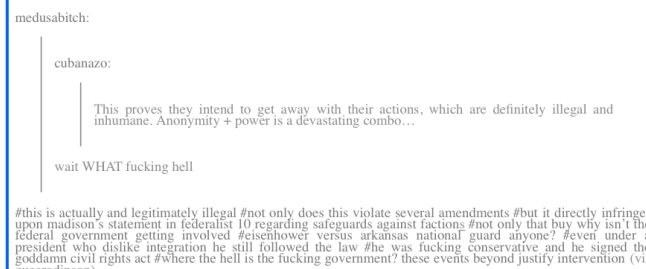 medusabitch:
cubanazo:
This proves they intend to get away with their actions, which are definitely illegal and
inhumane. Anonymity + power is a devastating combo…
wait WHAT fucking hell
#this is actually and legitimately illegal #not only does this violate several amendments #but it directly infringe
upon madison's statement in federalist 10 regarding safeguards against factions #not only that buy why isn't the
federal government getting involved #eisenhower versus arkansas national guard anyone? #even under a
president who dislike integration he still followed the law #he was fucking conservative and he signed the
goddamn civil rights act #where the hell is the fucking government? these events beyond justify intervention (vi